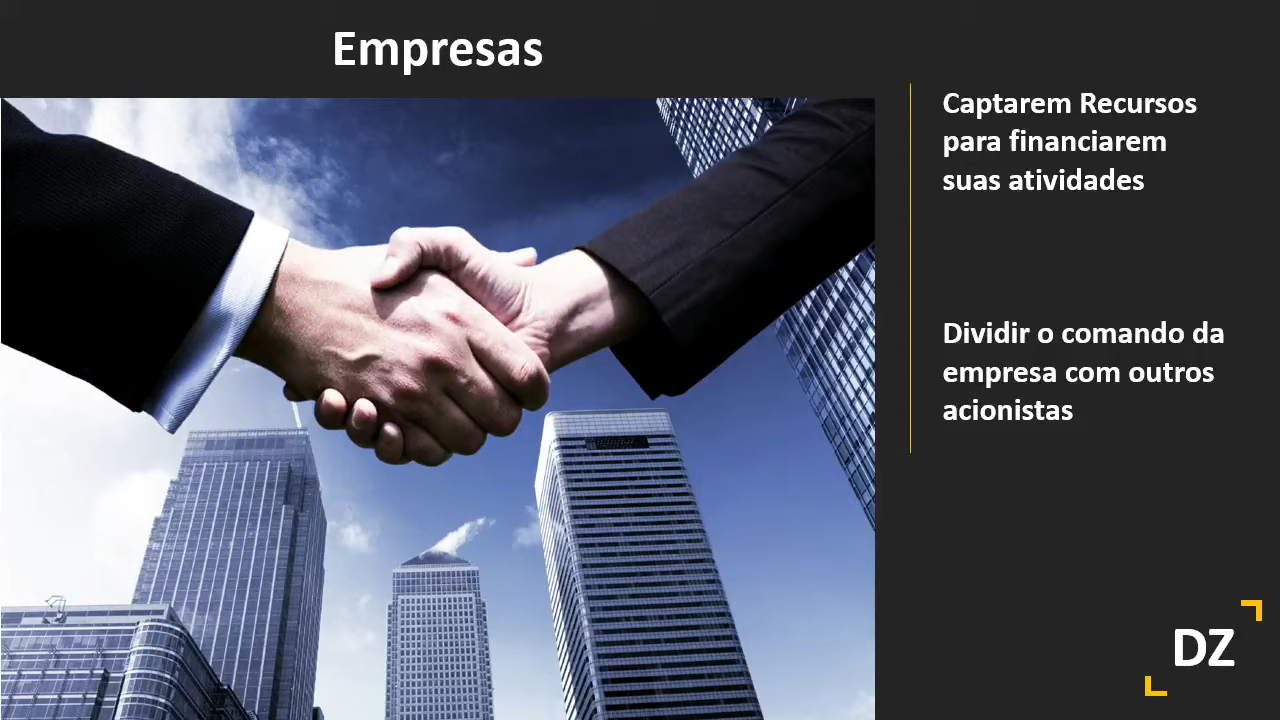 Empresas
Captarem Recursos
para financiarem
suas atividades
Dividir o comando da
empresa com outros
acionistas
DZ